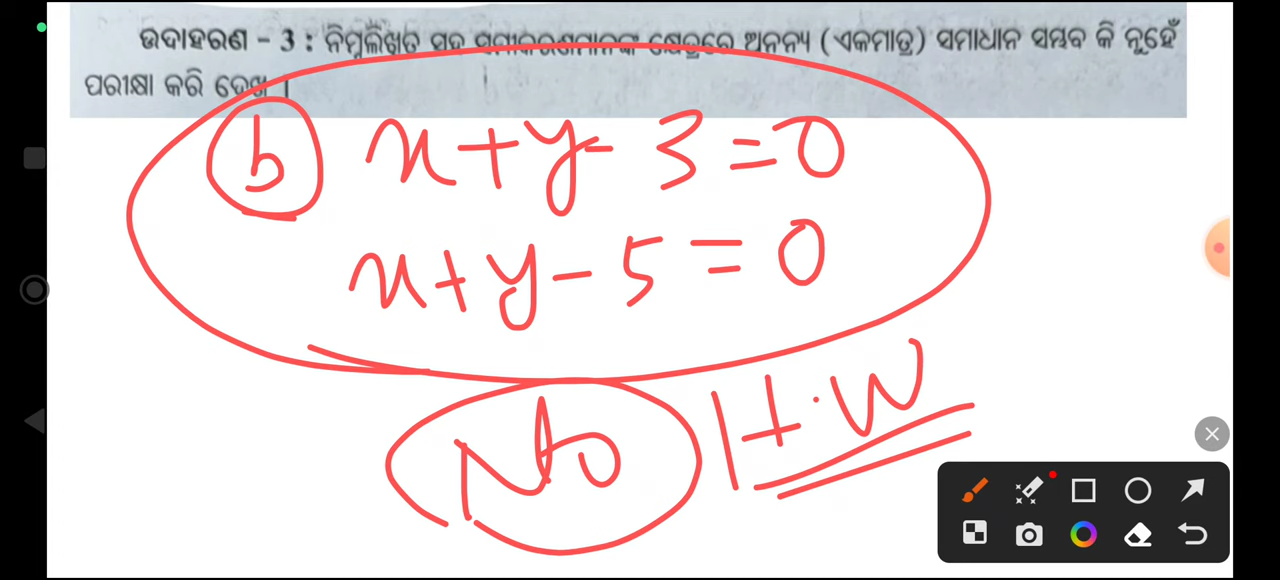 ଉଦାହରଣ - 3 : ନିମ୍ନଲିଖିତ ସହ ସମୀକରଣମାନଙ୍କ କ୍ଷେତ୍ରରେ ଅନନ୍ୟ (ଏକମାତ୍ର) ସମାଧାନ ସମ୍ଭବ କି ନୁହେଁ
ପରୀକ୍ଷା କରି ଦେଖ ।
b x+y-3=0
x+y-5=0
No H.W